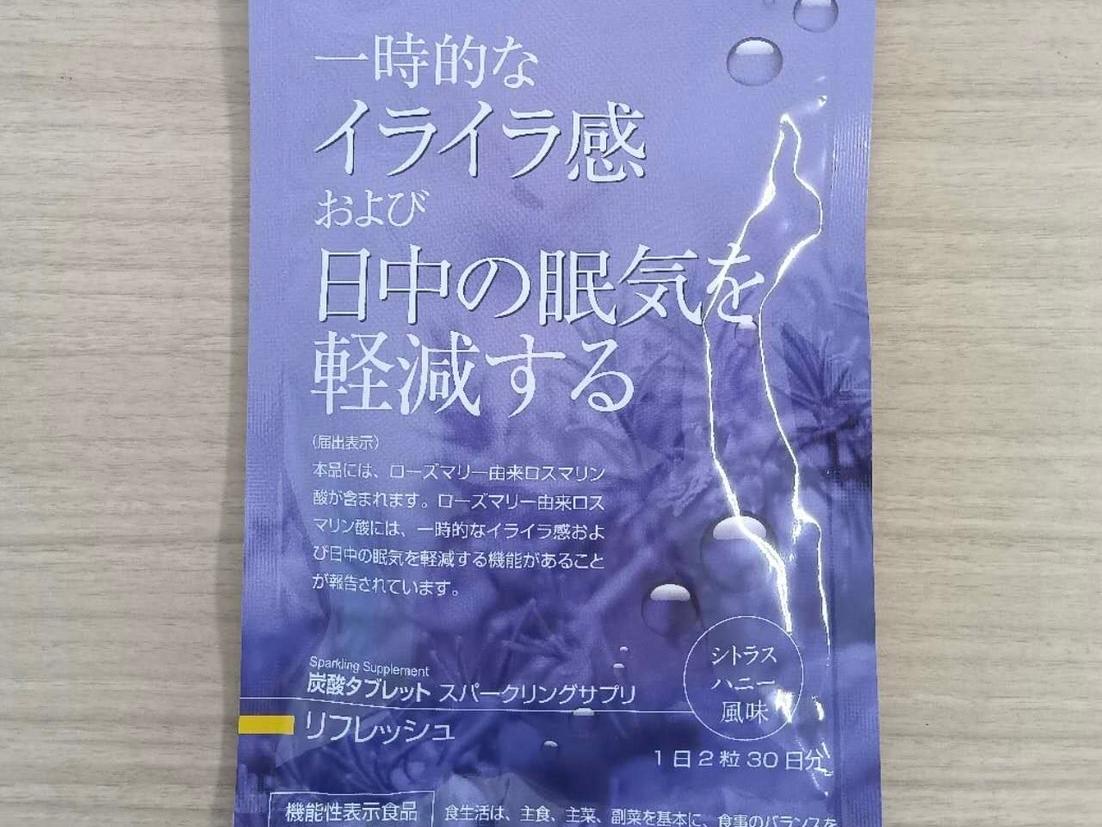 一時的な
イライラ感
および
日中の眠気を
軽減する
〈届出表示〉
本品には、ローズマリー由来ロスマリン
酸が含まれます。ローズマリー由来ロス
マリン酸には、一時的なイライラ感およ
び日中の眠気を軽減する機能があること
が報告されています。
Sparkling Supplement
炭酸タブレット スパークリングサプリ
リフレッシュ
シトラス
ハニー
風味
1日2粒30日分
機能性表示食品
食生活は、主食、主菜、副菜を基本に、食事のバランスを